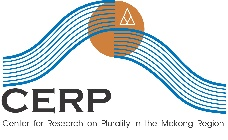 CERP
Center for Research on Plurality in the Mekong Region